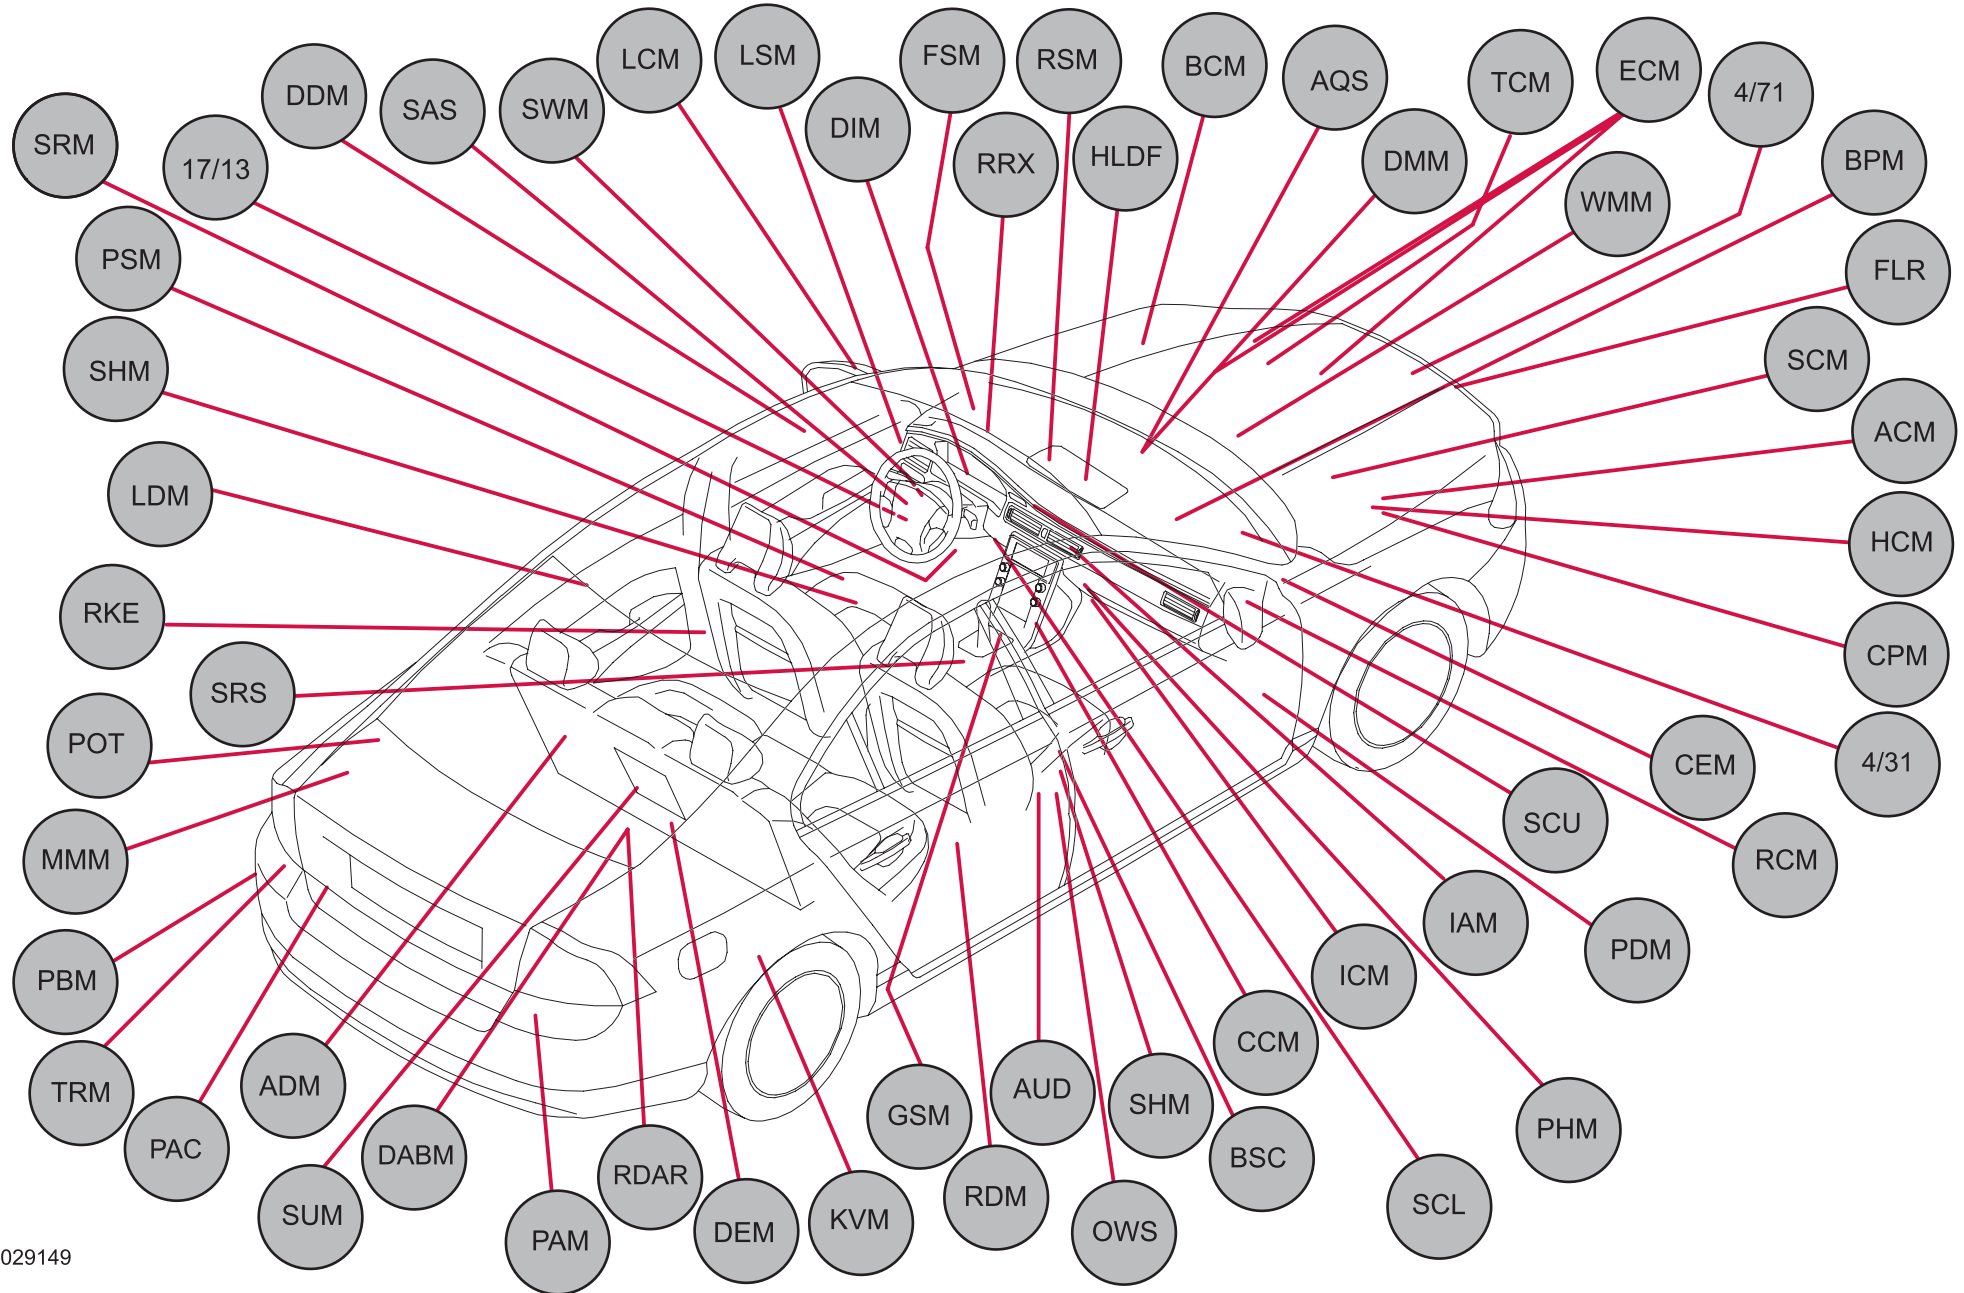 SRM
17/13
DDM
SAS
SWM
LCM
LSM
DIM
FSM
RRX
RSM
HLDF
BCM
AQS
DMM
TCM
ECM
WMM
4/71
BPM
FLR
SCM
ACM
HCM
CPM
4/31
CEM
RCM
SCU
PDM
IAM
ICM
PHM
SCL
CCM
BSC
SHM
OWS
AUD
RDM
GSM
KVM
DEM
RDAR
PAM
DABM
SUM
ADM
PAC
TRM
PBM
MMM
POT
SRS
RKE
LDM
SHM
PSM
029149